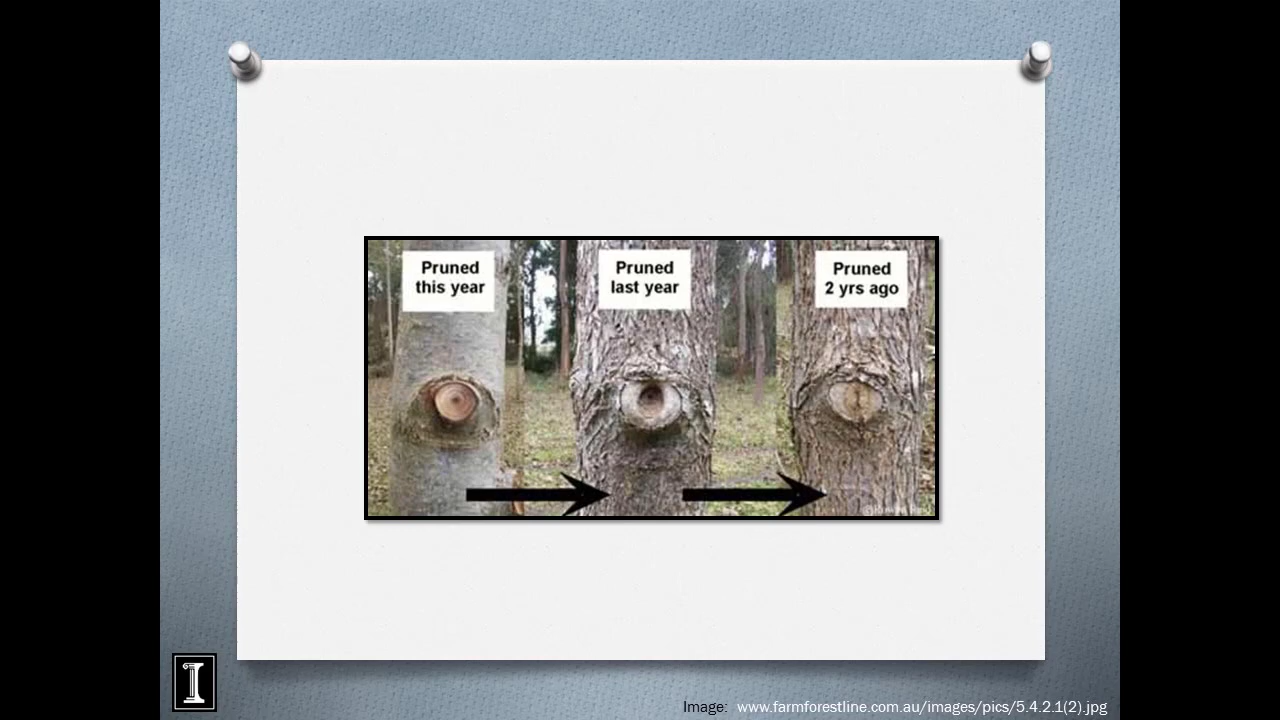 Pruned
this year
Pruned
last year
Pruned
2 yrs ago
I
Image: www.farmforestline.com.au/images/pics/5.4.2.1(2).jpg